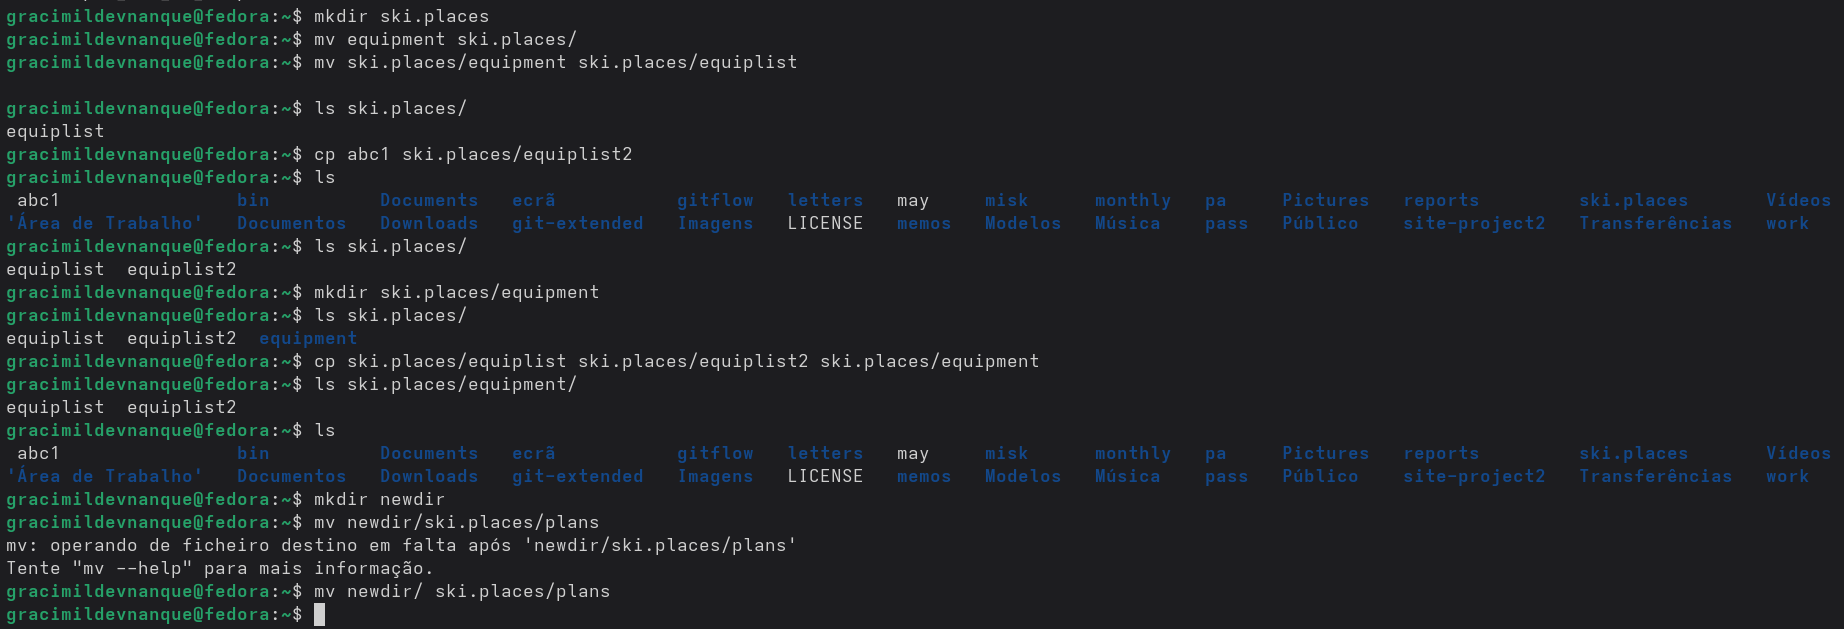 gracimildevnanque@fedora:~$ mkdir ski.places
gracimildevnanque@fedora:~$ mv equipment ski.places/
gracimildevnanque@fedora:~$ mv ski.places/equipment ski.places/equiplist
gracimildevnanque@fedora:~$ ls ski.places/
equiplist
gracimildevnanque@fedora:~$ cp abc1 ski.places/equiplist2
gracimildevnanque@fedora:~$ ls
abc1 bin Documents ecrã gitflow letters may misk monthly pa Pictures reports ski.places Vídeos
'Área de Trabalho' Documentos Downloads git-extended Imagens LICENSE memos Modelos Música pass Público site-project2 Transferências work
gracimildevnanque@fedora:~$ ls ski.places/
equiplist equiplist2
gracimildevnanque@fedora:~$ mkdir ski.places/equipment
gracimildevnanque@fedora:~$ ls ski.places/
equiplist equiplist2 equipment
gracimildevnanque@fedora:~$ cp ski.places/equiplist ski.places/equiplist2 ski.places/equipment
gracimildevnanque@fedora:~$ ls ski.places/equipment/
equiplist equiplist2
gracimildevnanque@fedora:~$ ls
abc1 bin Documents ecrã gitflow letters may misk monthly pa Pictures reports ski.places Vídeos
'Área de Trabalho' Documentos Downloads git-extended Imagens LICENSE memos Modelos Música pass Público site-project2 Transferências work
gracimildevnanque@fedora:~$ mkdir newdir
gracimildevnanque@fedora:~$ mv newdir/ski.places/plans
mv: operando de ficheiro destino em falta após 'newdir/ski.places/plans'
Tente "mv --help" para mais informação.
gracimildevnanque@fedora:~$ mv newdir/ ski.places/plans
gracimildevnanque@fedora:~$